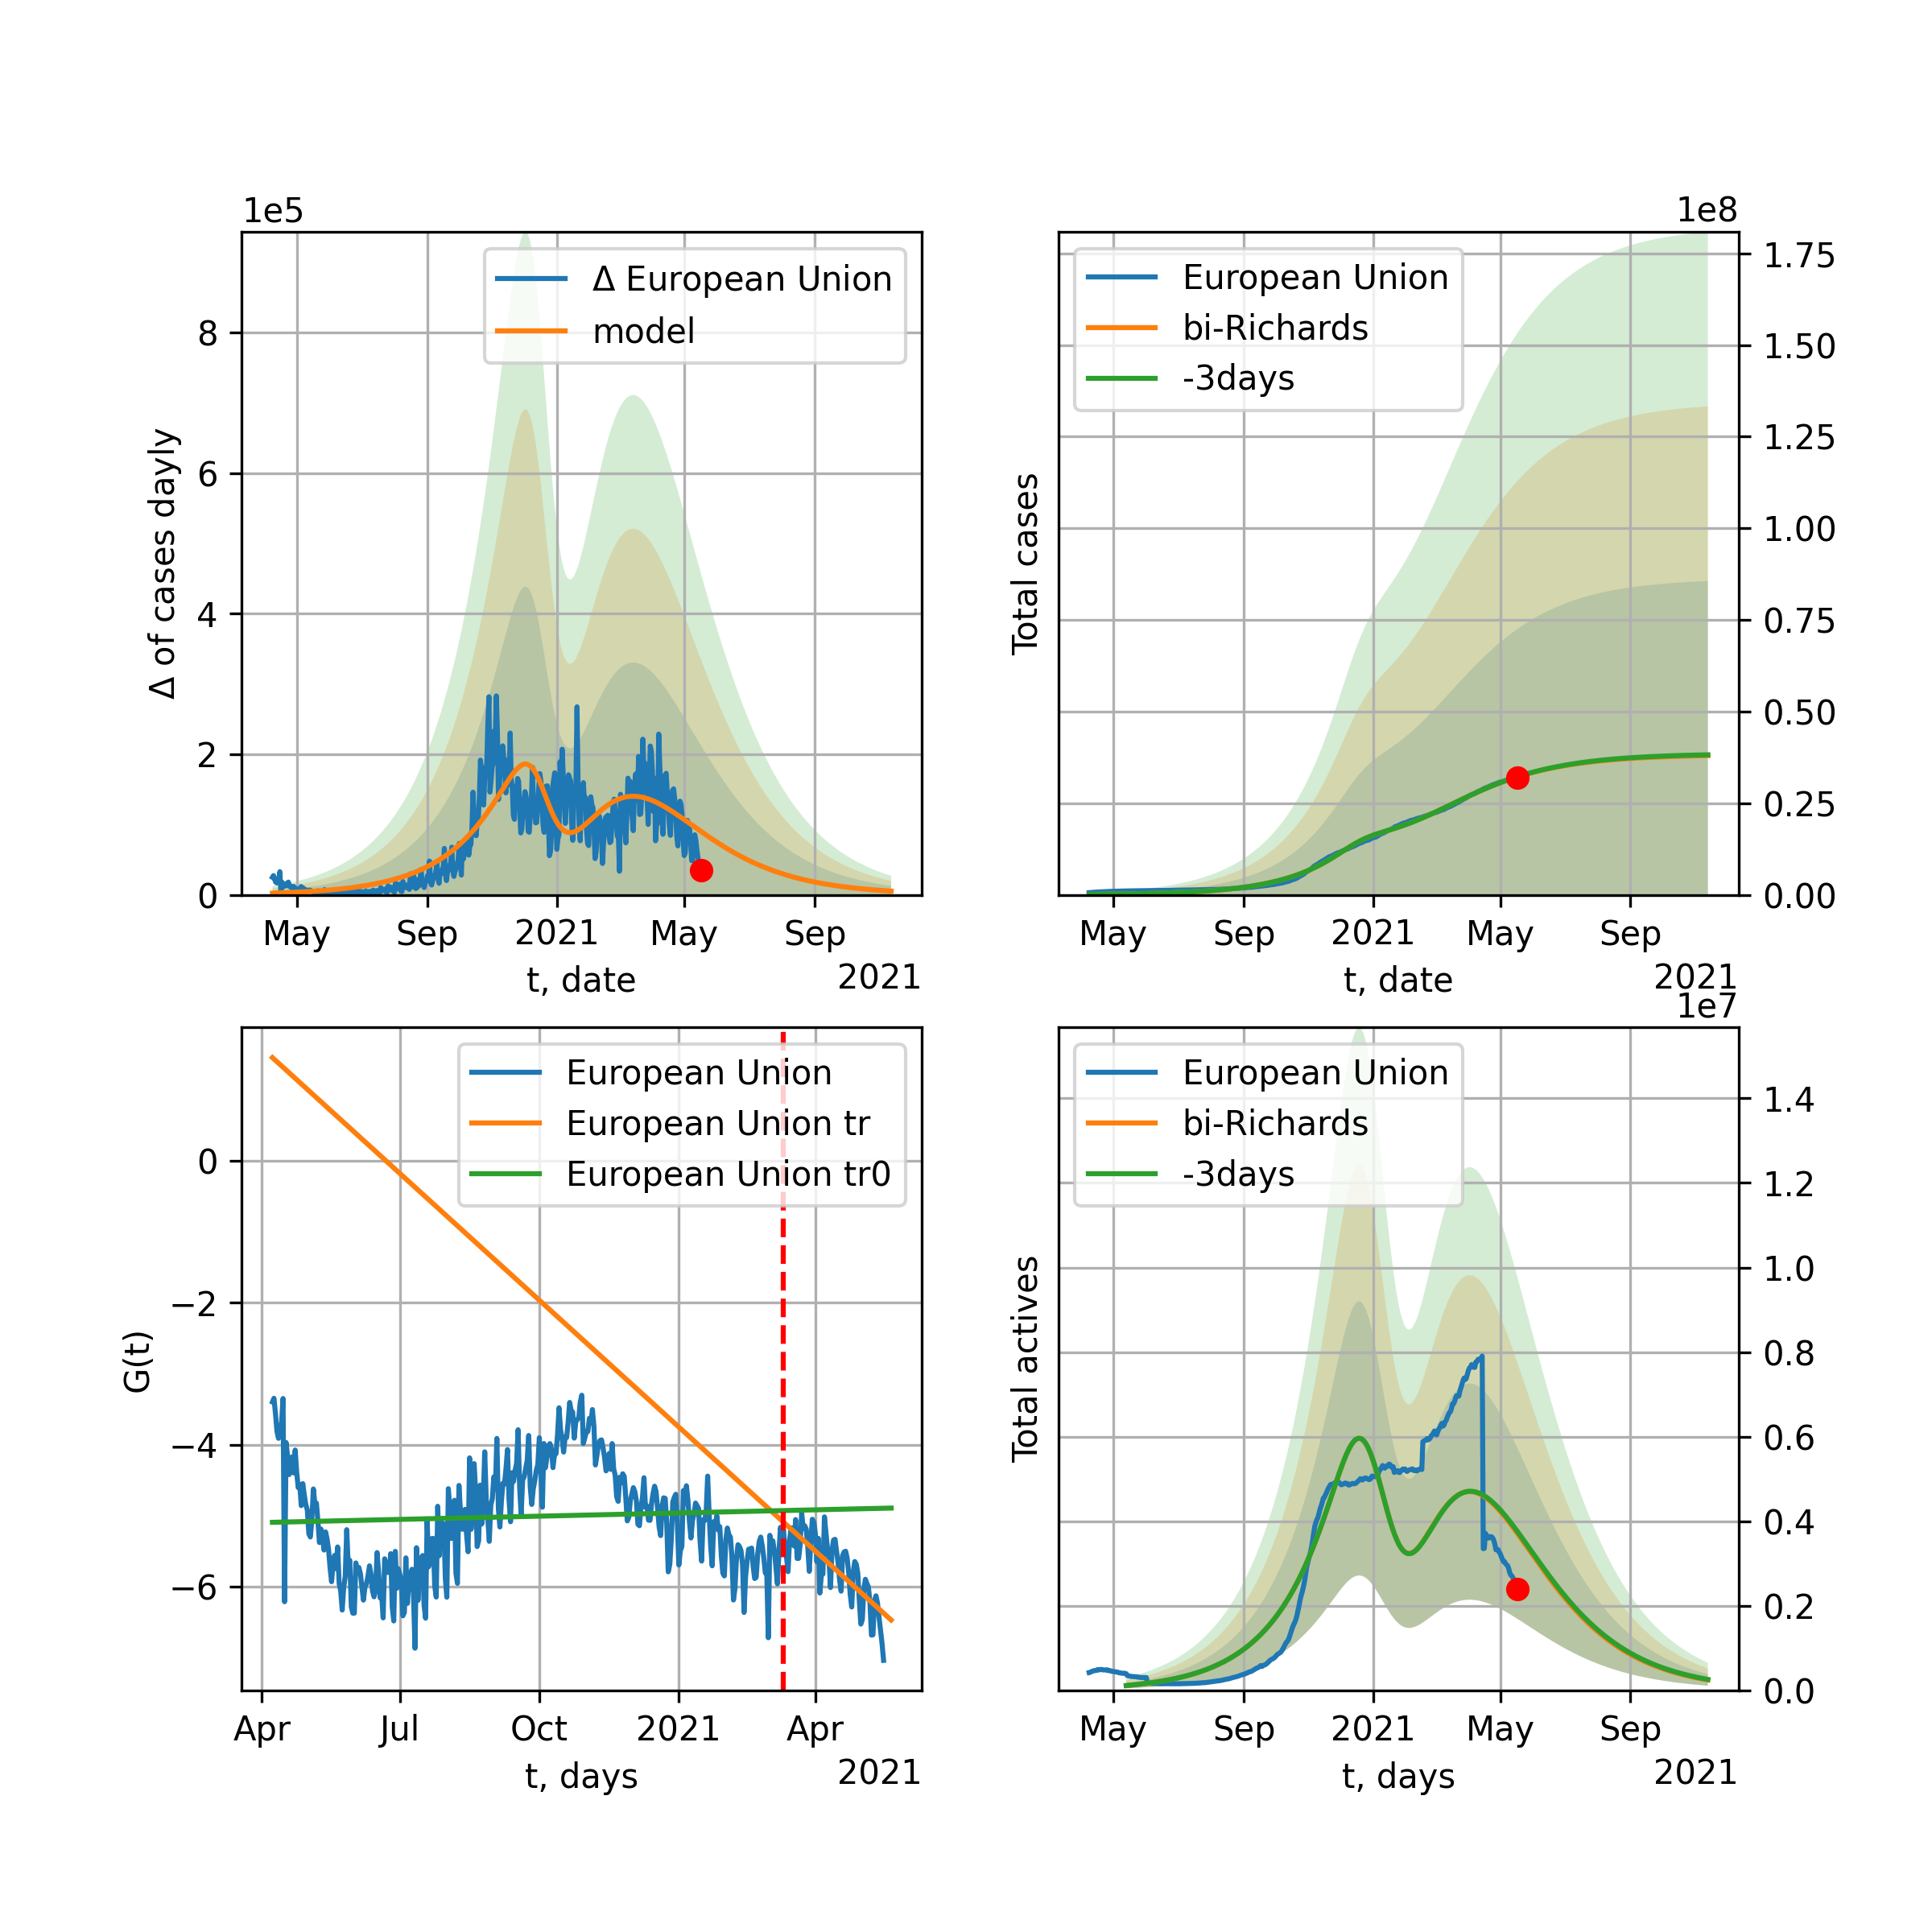 1e5
Δ of cases dayly
8
6
4
2
0
Δ European Union
model
May Sep 2021 May Sep
t, date
2021
1e8
Total cases
European Union
bi-Richards
-3days
1.75
1.50
1.25
1.00
0.75
0.50
0.25
0.00
May Sep 2021 May Sep
t, date
2021
G(t)
0
−2
−4
−6
European Union
European Union tr
European Union tr0
Apr Jul Oct 2021 Apr
t, days
2021
1e7
Total actives
European Union
bi-Richards
-3days
1.4
1.2
1.0
0.8
0.6
0.4
0.2
0.0
May Sep 2021 May Sep
t, days
2021